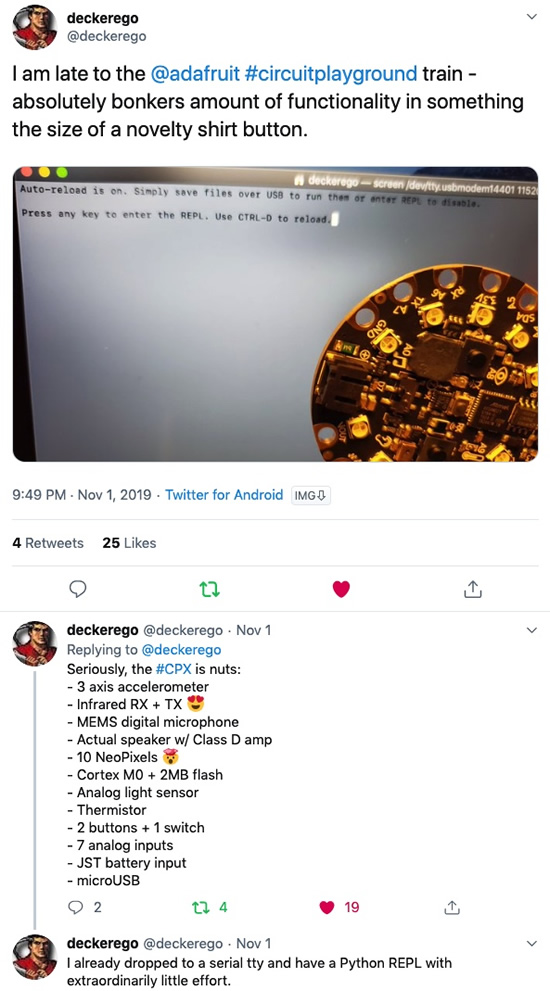 deckerego
@deckerego
I am late to the @adafruit #circuitplayground train -
absolutely bonkers amount of functionality in something
the size of a novelty shirt button.
deckerego — screen /dev/tty.usbmodem14401 1152
Auto-reload is on. Simply save files over USB to run them or enter REPL to disable.
Press any key to enter the REPL. Use CTRL-D to reload.
GND
A7
TX
A6
RX
A5
3.3V
SDA
9:49 PM · Nov 1, 2019 · Twitter for Android IMG
4 Retweets 25 Likes
deckerego @deckerego · Nov 1
Replying to @deckerego
Seriously, the #CPX is nuts:
- 3 axis accelerometer
- Infrared RX + TX 😍
- MEMS digital microphone
- Actual speaker w/ Class D amp
- 10 NeoPixels 🤯
- Cortex M0 + 2MB flash
- Analog light sensor
- Thermistor
- 2 buttons + 1 switch
- 7 analog inputs
- JST battery input
- microUSB
2 4 19
deckerego @deckerego · Nov 1
I already dropped to a serial tty and have a Python REPL with
extraordinarily little effort.